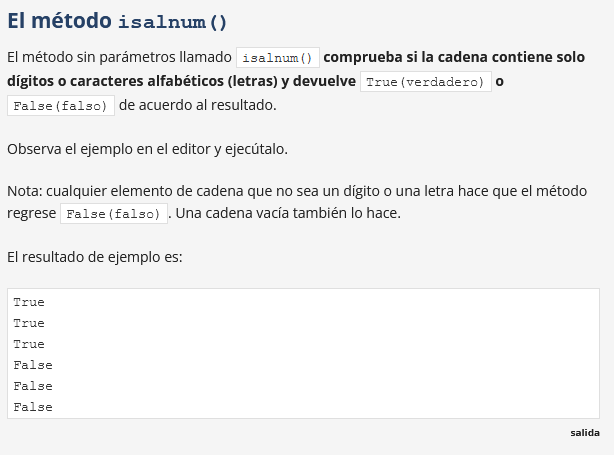 El método isalnum()
El método sin parámetros llamado isalnum() comprueba si la cadena contiene solo
dígitos o caracteres alfabéticos (letras) y devuelve True(verdadero) o
False(falso) de acuerdo al resultado.
Observa el ejemplo en el editor y ejecútalo.
Nota: cualquier elemento de cadena que no sea un dígito o una letra hace que el método
regrese False(falso). Una cadena vacía también lo hace.
El resultado de ejemplo es:
True
True
True
False
False
False
salida